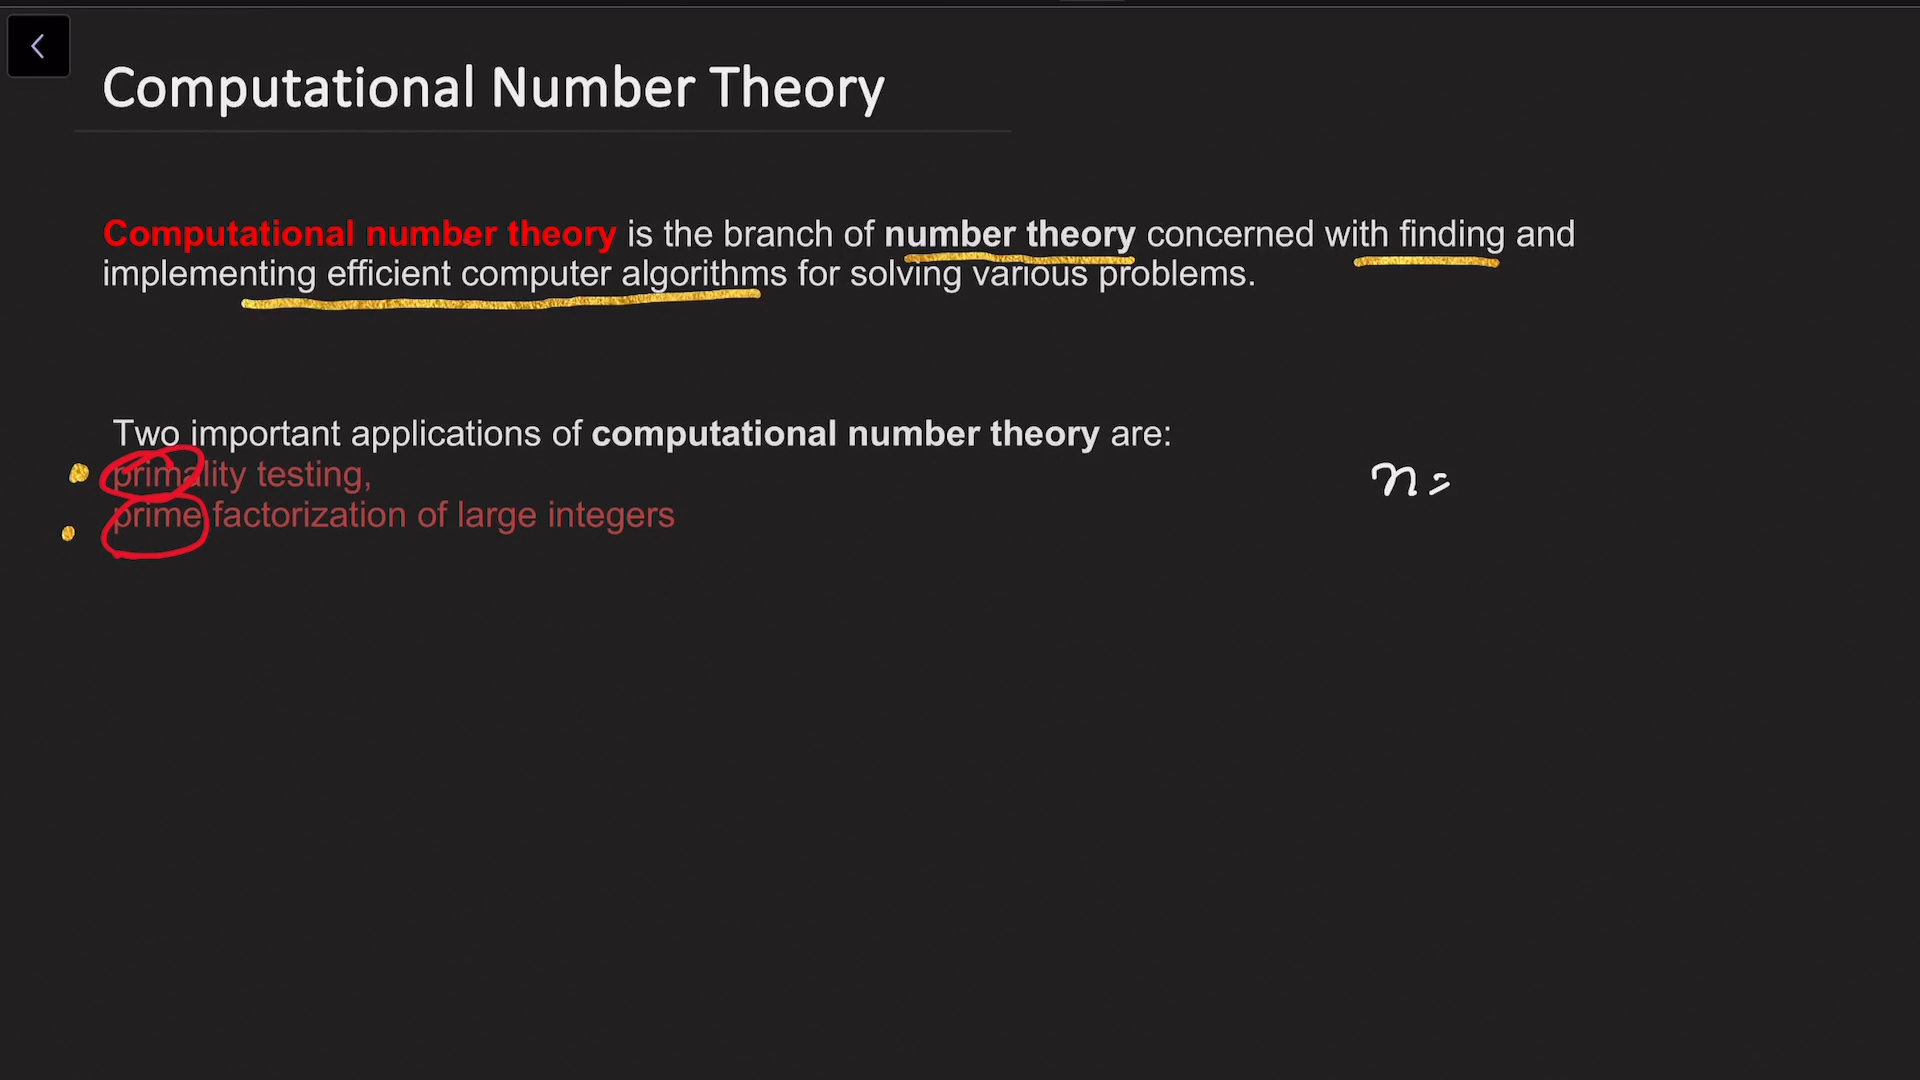 Computational Number Theory
Computational number theory is the branch of number theory concerned with finding and
implementing efficient computer algorithms for solving various problems.
Two important applications of computational number theory are:
primality testing,
prime factorization of large integers
n =